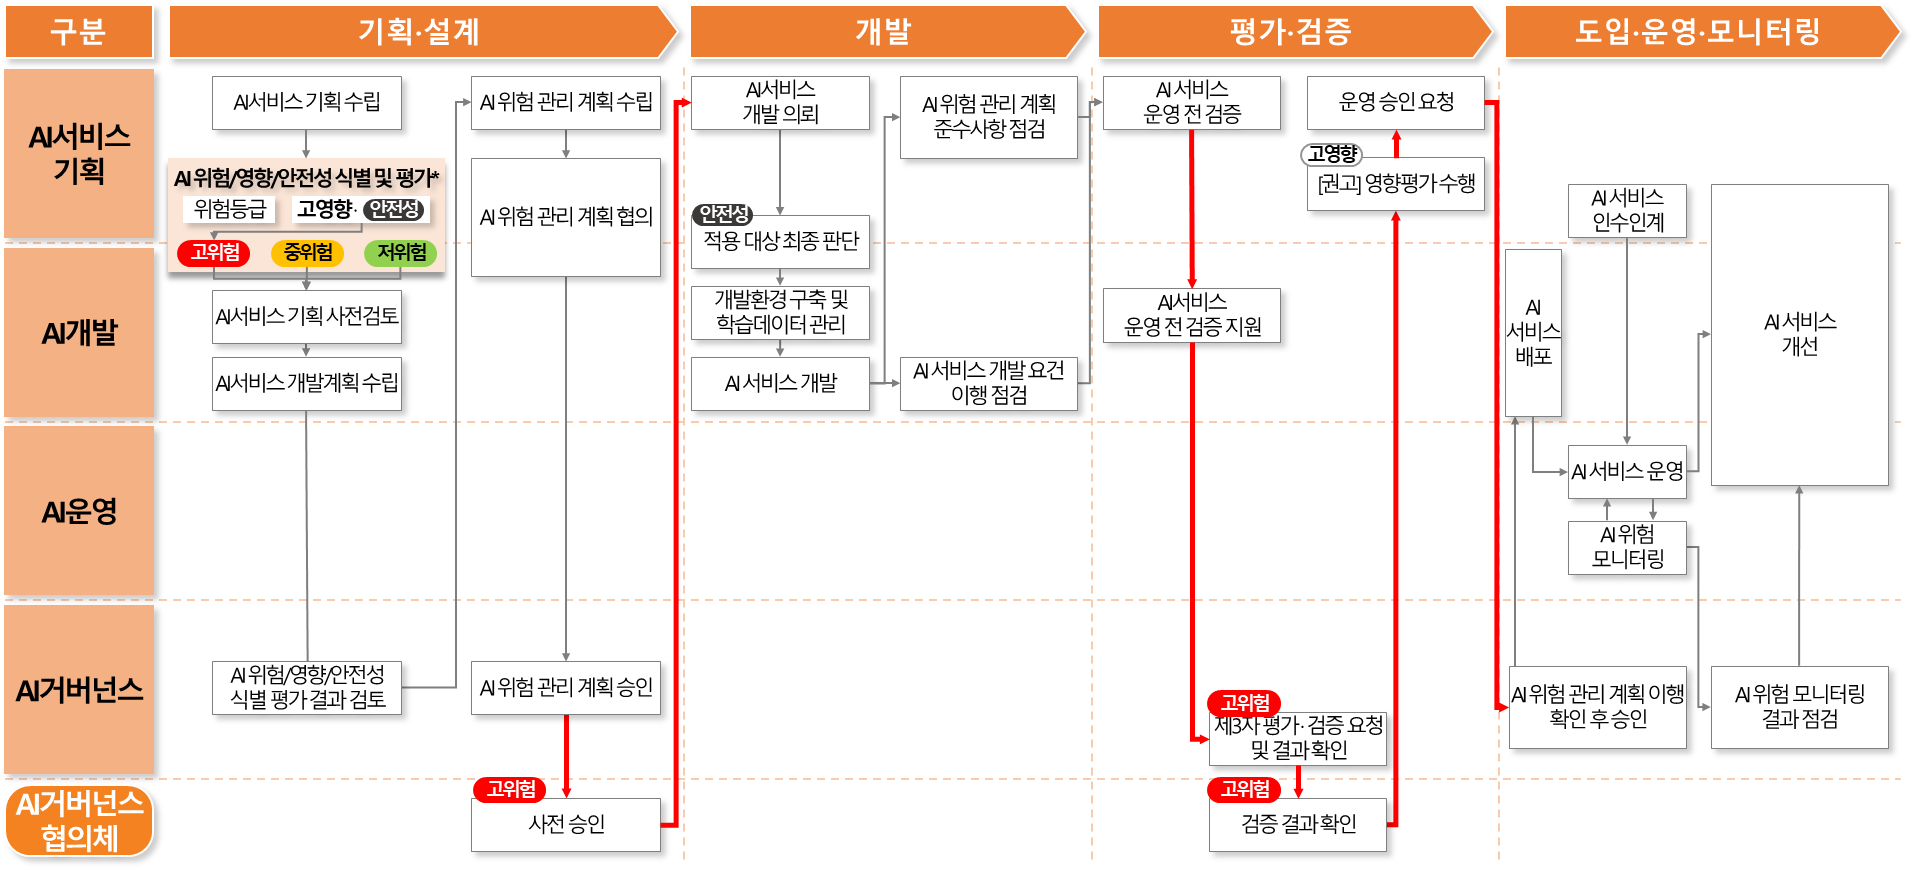 구분
기획·설계
개발
평가·검증
도입·운영·모니터링
AI서비스
기획
AI개발
AI운영
AI거버넌스
AI거버넌스
협의체
AI서비스 기획 수립
AI 위험/영향/안전성 식별 및 평가*
위험등급
고영향· 안전성
고위험
중위험
저위험
AI서비스 기획 사전검토
AI서비스 개발계획 수립
AI 위험/영향/안전성
식별 평가 결과 검토
AI 위험 관리 계획 수립
AI 위험 관리 계획 협의
AI 위험 관리 계획 승인
고위험
사전 승인
AI서비스
개발 의뢰
안전성
적용 대상 최종 판단
개발환경 구축 및
학습데이터 관리
AI 서비스 개발
AI 위험 관리 계획
준수사항 점검
AI 서비스 개발 요건
이행 점검
AI 서비스
운영 전 검증
AI서비스
운영 전 검증 지원
고위험
제3자 평가· 검증 요청
및 결과 확인
고위험
검증 결과 확인
운영 승인 요청
고영향
[권고] 영향평가 수행
AI
서비스
배포
AI 서비스
인수인계
AI 서비스 운영
AI 위험
모니터링
AI 서비스
개선
AI 위험 관리 계획 이행
확인 후 승인
AI 위험 모니터링
결과 점검